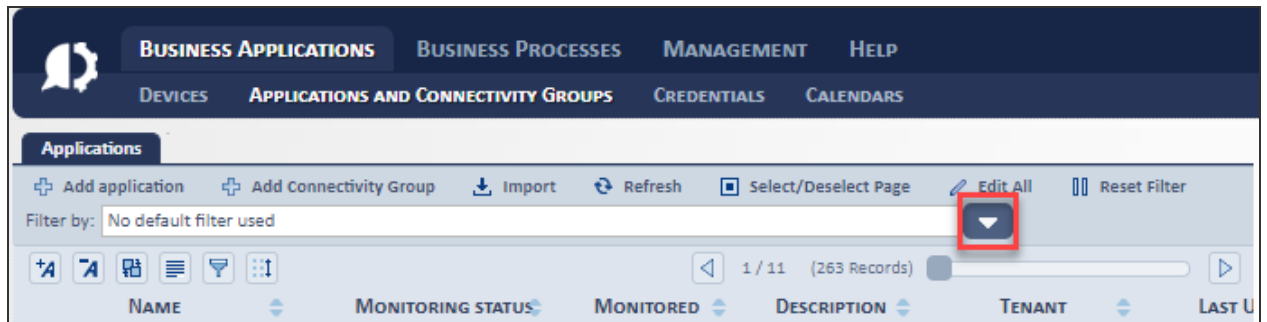 BUSINESS APPLICATIONS BUSINESS PROCESSES MANAGEMENT HELP
DEVICES APPLICATIONS AND CONNECTIVITY GROUPS CREDENTIALS CALENDARS
Applications
Add application Add Connectivity Group Import Refresh Select/Deselect Page Edit All Reset Filter
Filter by: No default filter used
+A -A 1 / 11 (263 Records)
NAME MONITORING STATUS MONITORED DESCRIPTION TENANT LAST U